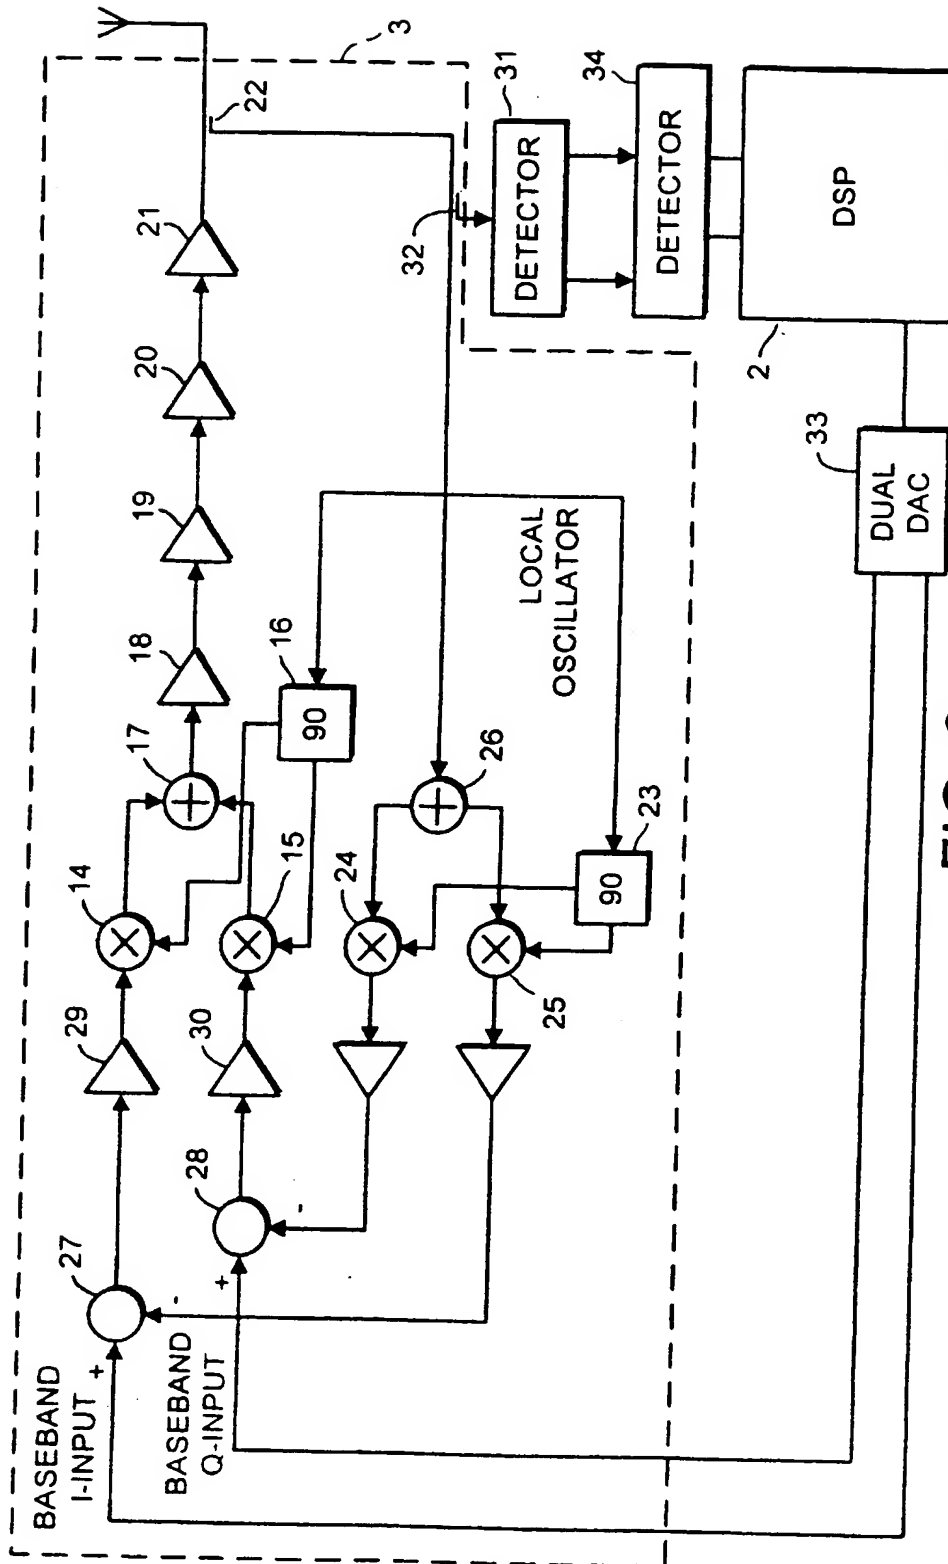 BASEBAND
I-INPUT
+
-
27
29
14
17
18
19
20
21
22
3
BASEBAND
Q-INPUT
+
-
28
30
15
90
16
24
25
26
90
23
LOCAL
OSCILLATOR
32
DETECTOR
31
DETECTOR
34
DSP
2
DUAL
DAC
33